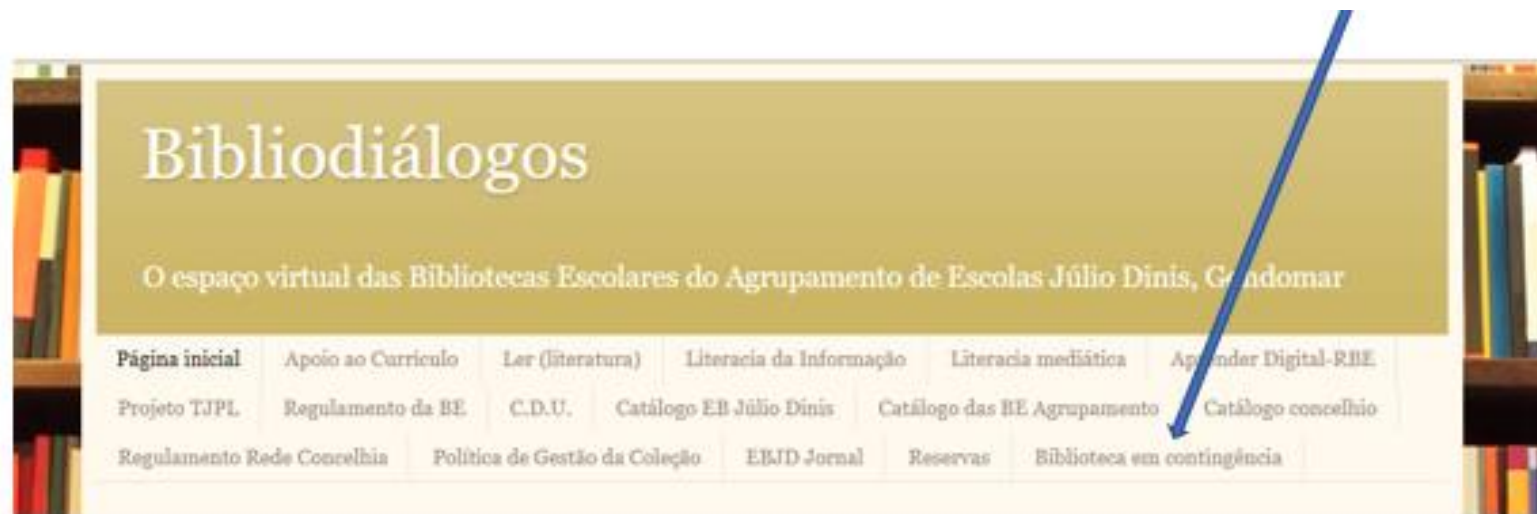 Bibliodiálogos
O espaço virtual das Bibliotecas Escolares do Agrupamento de Escolas Júlio Dinis, Gondomar
Página inicial Apoio ao Currículo Ler (literatura) Literacia da Informação Literacia mediática Aprender Digital-RBE
Projeto TJPL Regulamento da BE C.D.U. Catálogo EB Júlio Dinis Catálogo das BE Agrupamento Catálogo concelhio
Regulamento Rede Concelhia Política de Gestão da Coleção EBJD Jornal Reservas Biblioteca em contingência